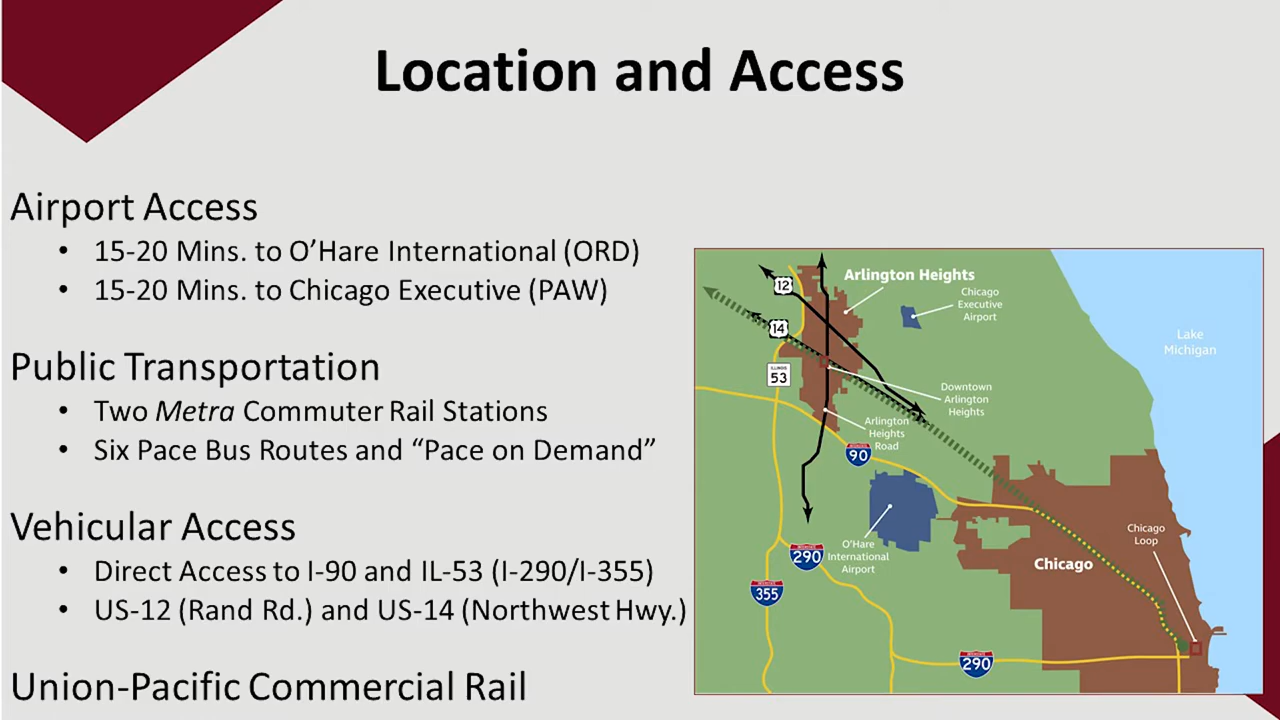 Location and Access
Airport Access
• 15-20 Mins. to O’Hare International (ORD)
• 15-20 Mins. to Chicago Executive (PAW)
Public Transportation
• Two Metra Commuter Rail Stations
• Six Pace Bus Routes and “Pace on Demand”
Vehicular Access
• Direct Access to I-90 and IL-53 (I-290/I-355)
• US-12 (Rand Rd.) and US-14 (Northwest Hwy.)
Union-Pacific Commercial Rail
Arlington Heights
12
Chicago
Executive
Airport
14
Lake
Michigan
ILLINOIS
53
Downtown
Arlington
Heights
Arlington
Heights
Road
90
O’Hare
International
Airport
Chicago
Loop
Chicago
290
355
290